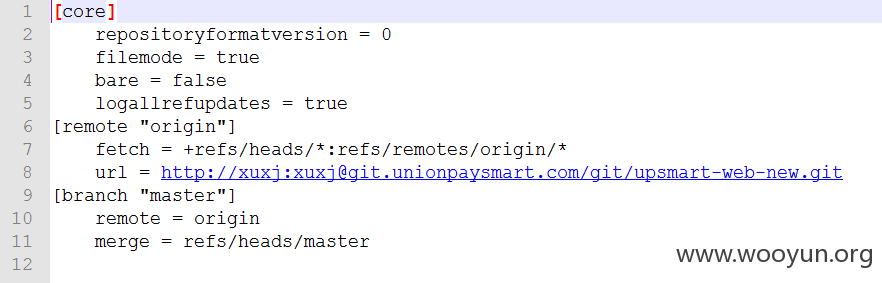 1 [core]
2 repositoryformatversion = 0
3 filemode = true
4 bare = false
5 logallrefupdates = true
6 [remote "origin"]
7 fetch = +refs/heads/*:refs/remotes/origin/*
8 url = http://xuxj:xuxj@git.unionpaysmart.com/git/upsmart-web-new.git
9 [branch "master"]
10 remote = origin
11 merge = refs/heads/master
12
www.wooyun.org